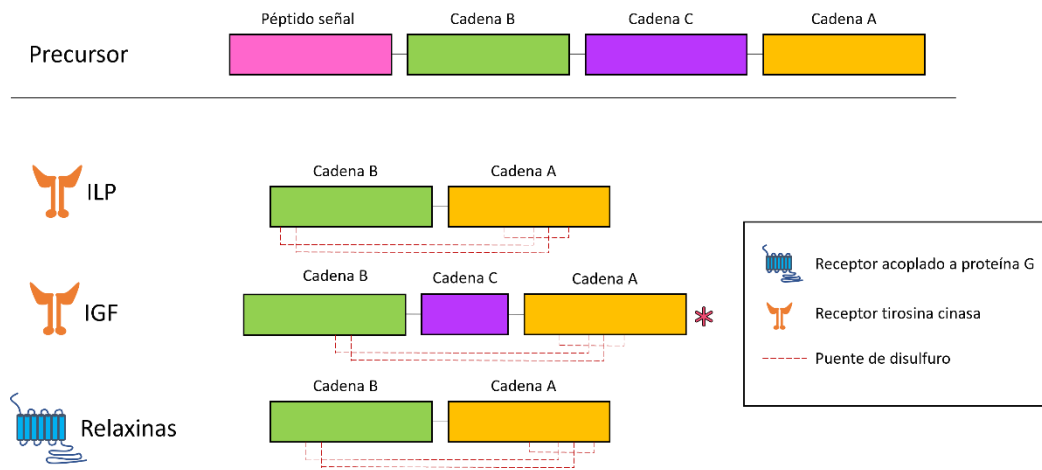 Péptido señal Cadena B Cadena C Cadena A
Precursor
Cadena B Cadena A
ILP
Cadena B Cadena C Cadena A
IGF
*
Cadena B Cadena A
Relaxinas
Receptor acoplado a proteína G
Receptor tirosina cinasa
Puente de disulfuro